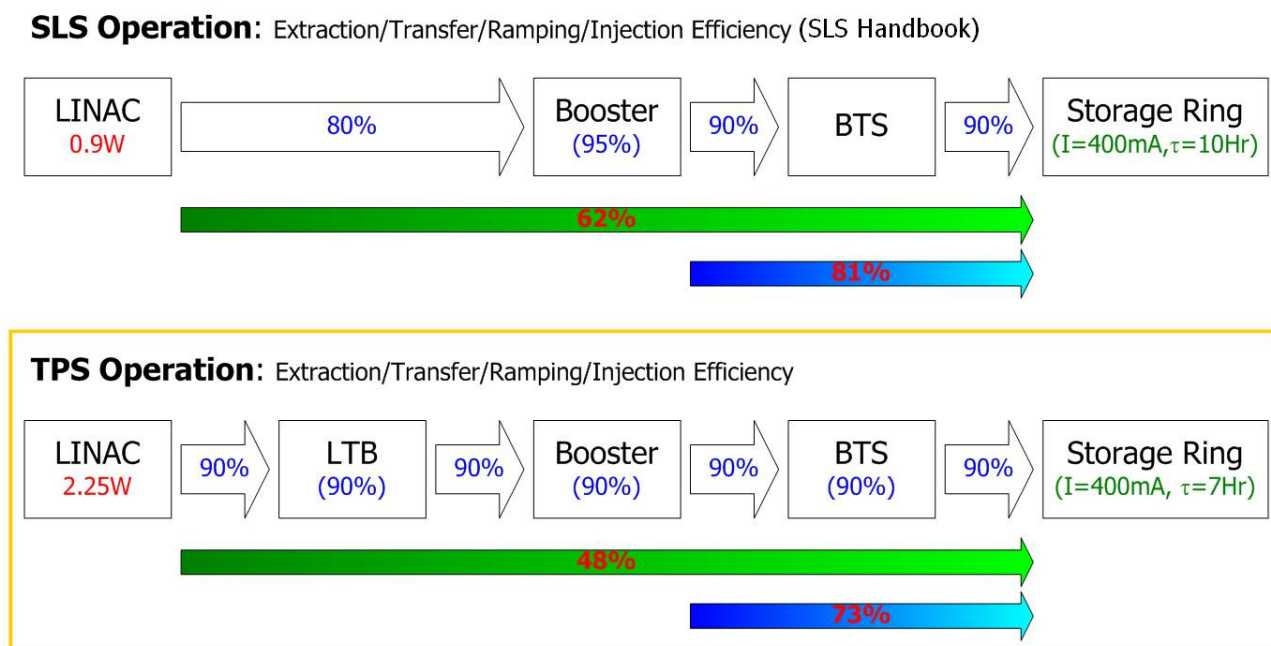 SLS Operation: Extraction/Transfer/Ramping/Injection Efficiency (SLS Handbook)
LINAC
0.9W
80%
Booster
(95%)
90%
BTS
90%
Storage Ring
(I=400mA,τ=10Hr)
62%
81%
TPS Operation: Extraction/Transfer/Ramping/Injection Efficiency
LINAC
2.25W
90%
LTB
(90%)
90%
Booster
(90%)
90%
BTS
(90%)
90%
Storage Ring
(I=400mA, τ=7Hr)
48%
73%